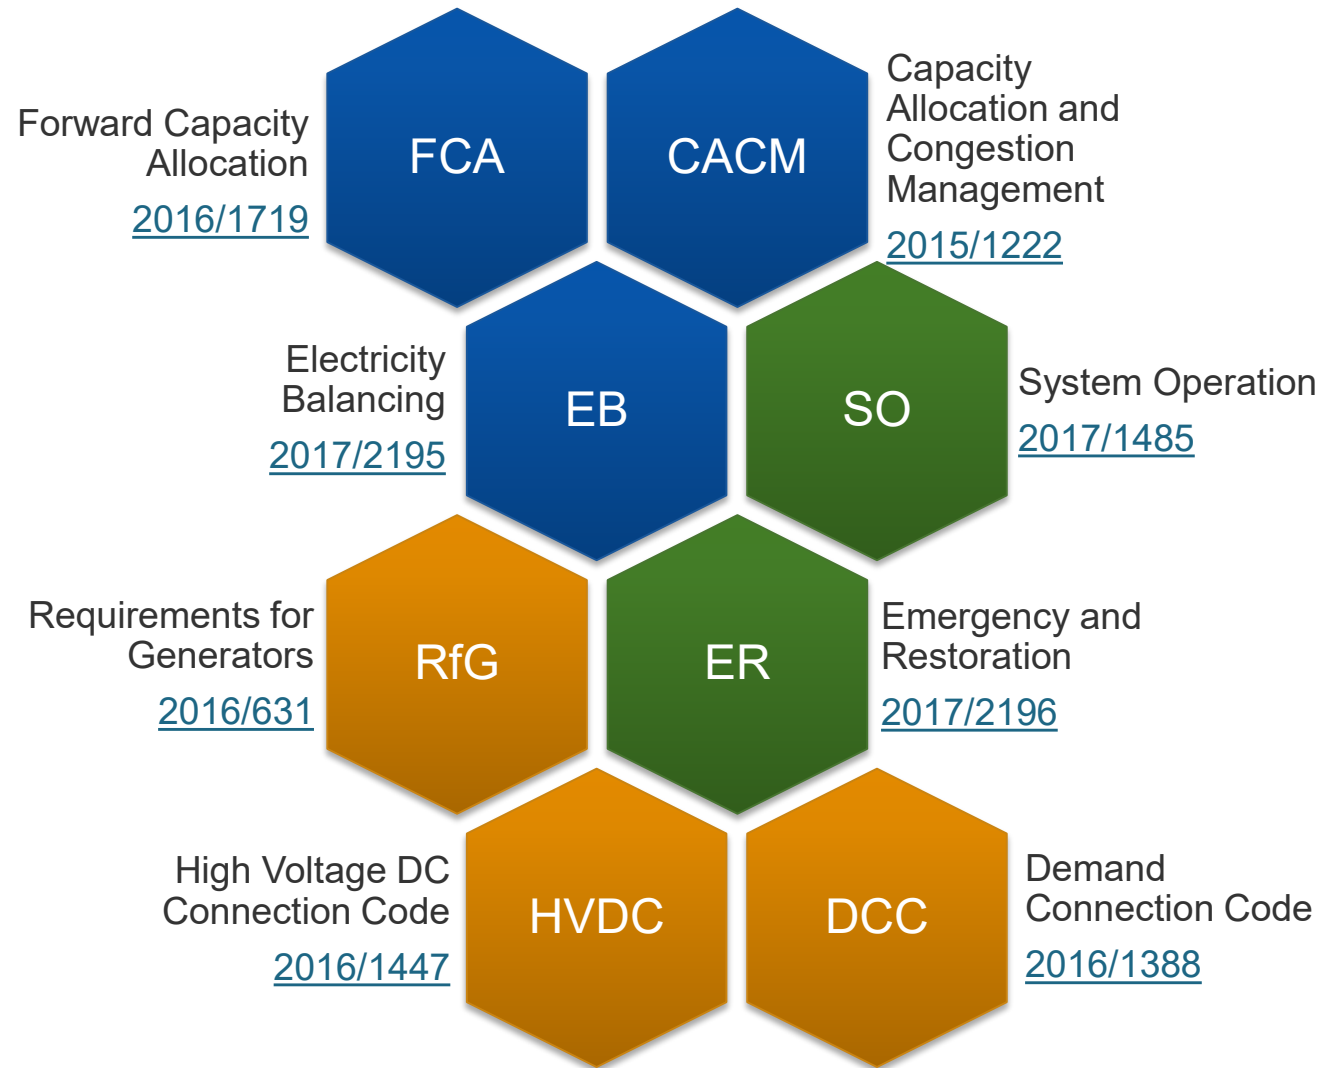 Forward Capacity
Allocation
2016/1719
FCA
CACM
Capacity
Allocation and
Congestion
Management
2015/1222
Electricity
Balancing
2017/2195
EB
SO
System Operation
2017/1485
Requirements for
Generators
2016/631
RfG
ER
Emergency and
Restoration
2017/2196
High Voltage DC
Connection Code
2016/1447
HVDC
DCC
Demand
Connection Code
2016/1388